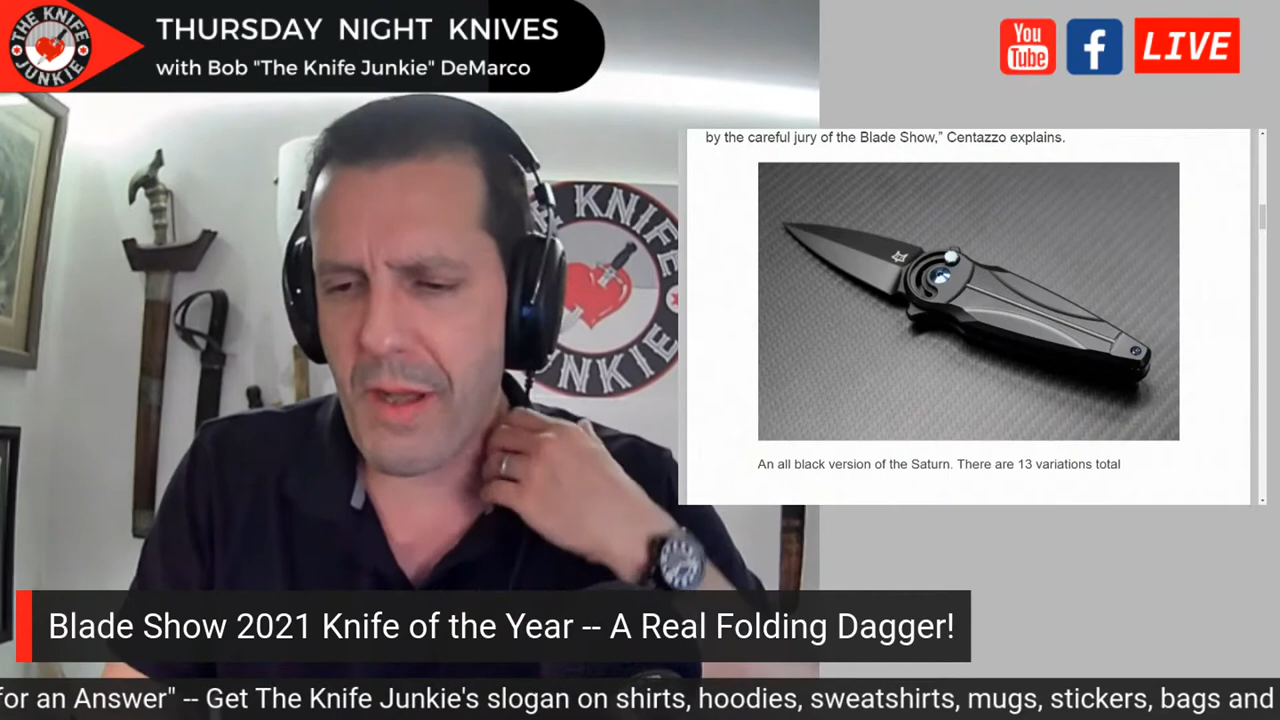 THE KNIFE
JUNKIE
THURSDAY NIGHT KNIVES
with Bob "The Knife Junkie" DeMarco
You
Tube
f
LIVE
by the careful jury of the Blade Show,” Centazzo explains.
KNIFE
JUNKIE
An all black version of the Saturn. There are 13 variations total
Blade Show 2021 Knife of the Year -- A Real Folding Dagger!
for an Answer" -- Get The Knife Junkie's slogan on shirts, hoodies, sweatshirts, mugs, stickers, bags and